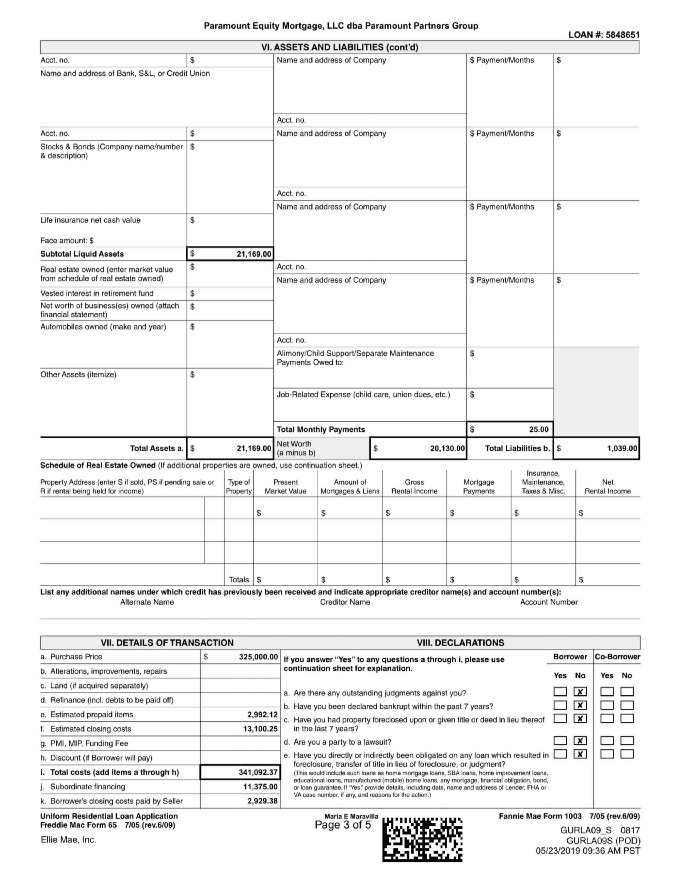 Paramount Equity Mortgage, LLC dba Paramount Partners Group
LOAN #: 5848651
VI. ASSETS AND LIABILITIES (cont'd)
Acct. no. $ Name and address of Company $ Payment/Months $
Name and address of Bank, S&L, or Credit Union
Acct. no.
Acct. no. $ Name and address of Company $ Payment/Months $
Stocks & Bonds (Company name/number & description) $
Acct. no.
Name and address of Company $ Payment/Months $
Life insurance net cash value $
Face amount: $
Subtotal Liquid Assets $ 21,169.00
Real estate owned (enter market value from schedule of real estate owned) $ Acct. no.
Name and address of Company $ Payment/Months $
Vested interest in retirement fund $
Net worth of business(es) owned (attach financial statement) $
Automobiles owned (make and year) $
Acct. no.
Alimony/Child Support/Separate Maintenance Payments Owed to: $
Other Assets (itemize) $
Job-Related Expense (child care, union dues, etc.) $
Total Monthly Payments $ 25.00
Total Assets a. $ 21,169.00 Net Worth (a minus b) $ 20,130.00 Total Liabilities b. $ 1,039.00
Schedule of Real Estate Owned (If additional properties are owned, use continuation sheet.)
Property Address (enter S if sold, PS if pending sale or R if rental being held for income) Type of Property Present Market Value Amount of Mortgages & Liens Gross Rental Income Mortgage Payments Insurance, Maintenance, Taxes & Misc. Net Rental Income
$ $ $ $ $ $
Totals $ $ $ $ $ $
List any additional names under which credit has previously been received and indicate appropriate creditor name(s) and account number(s):
Alternate Name Creditor Name Account Number
VII. DETAILS OF TRANSACTION
a. Purchase Price $ 325,000.00
b. Alterations, improvements, repairs
c. Land (if acquired separately)
d. Refinance (incl. debts to be paid off)
e. Estimated prepaid items 2,992.12
f. Estimated closing costs 13,100.25
g. PMI, MIP, Funding Fee
h. Discount (if Borrower will pay)
i. Total costs (add items a through h) 341,092.37
j. Subordinate financing 11,375.00
k. Borrower's closing costs paid by Seller 2,929.38
VIII. DECLARATIONS
If you answer "Yes" to any questions a through i, please use continuation sheet for explanation.
Borrower Co-Borrower
Yes No Yes No
a. Are there any outstanding judgments against you? X
b. Have you been declared bankrupt within the past 7 years? X
c. Have you had property foreclosed upon or given title or deed in lieu thereof X
in the last 7 years?
d. Are you a party to a lawsuit? X
e. Have you directly or indirectly been obligated on any loan which resulted in X
foreclosure, transfer of title in lieu of foreclosure, or judgment?
(This would include such loans as home mortgage loans, SBA loans, home improvement loans,
educational loans, manufactured (mobile) home loans, any mortgage, financial obligation, bond,
or loan guarantee. If "Yes," provide details, including date, name and address of Lender, FHA or
VA case number, if any, and reasons for the action.)
Uniform Residential Loan Application
Freddie Mac Form 65 7/05 (rev.6/09)
Ellie Mae, Inc.
Maria E Maravilla
Page 3 of 5
Fannie Mae Form 1003 7/05 (rev.6/09)
GURLA09_S 0817
GURLA09S (POD)
05/23/2019 09:36 AM PST